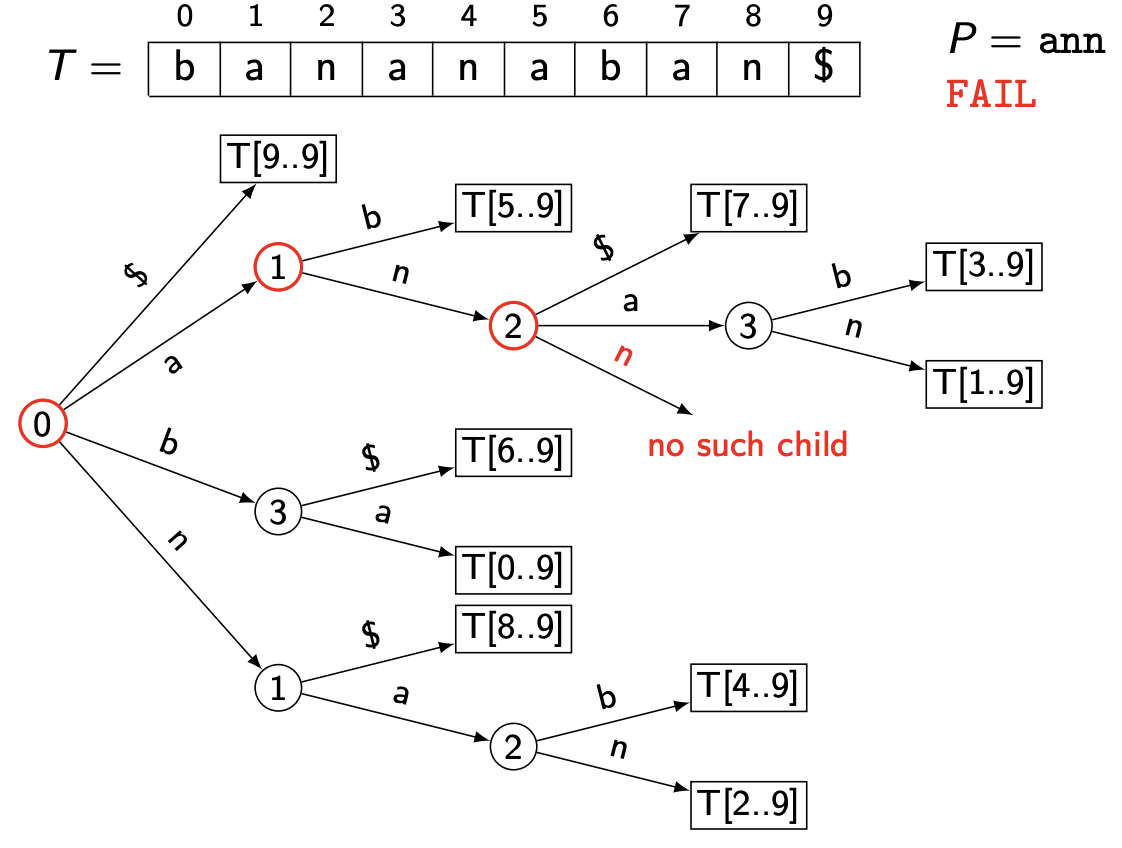 0 1 2 3 4 5 6 7 8 9
T = b a n a n a b a n $
P = ann
FAIL
T[9..9]
$
b
T[5..9]
$
T[7..9]
1
n
a
b
T[3..9]
2
3
a
n
n
T[1..9]
0
no such child
b
$
T[6..9]
3
a
n
T[0..9]
$
T[8..9]
1
a
b
T[4..9]
2
n
T[2..9]